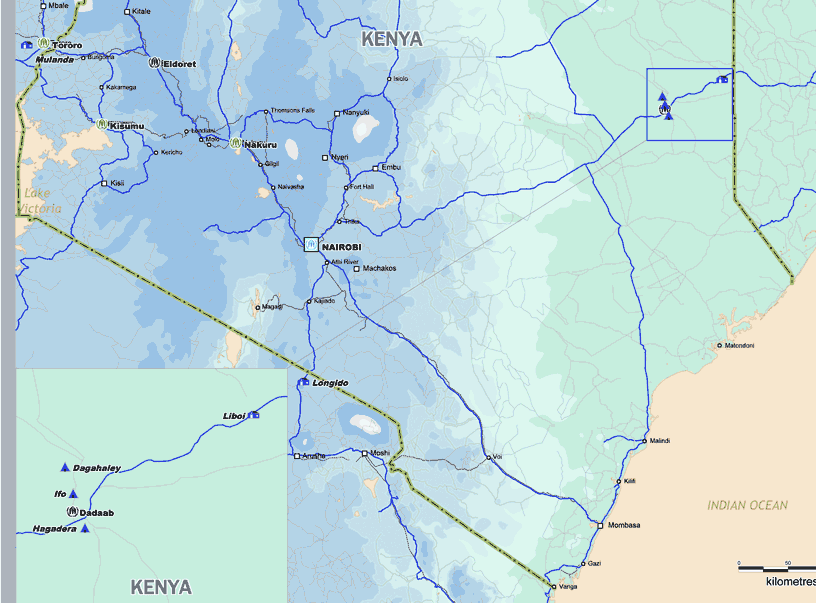 Mbale
Kitale
KENYA
Tororo
Mulanda
Bungoma
Eldoret
Isiolo
Kakamega
Thomsons Falls
Nanyuki
Kisumu
Londiani
Molo
Nakuru
Kericho
Nyeri
Embu
Gilgil
Kisii
Naivasha
Fort Hall
Lake
Victoria
Thika
NAIROBI
Athi River
Machakos
Magadi
Kajiado
Matondoni
Longido
Liboi
Malindi
Arusha
Moshi
Voi
Dagahaley
Kilifi
Ifo
INDIAN OCEAN
Dadaab
Hagadera
Mombasa
Gazi
0 50
kilometres
KENYA
Vanga